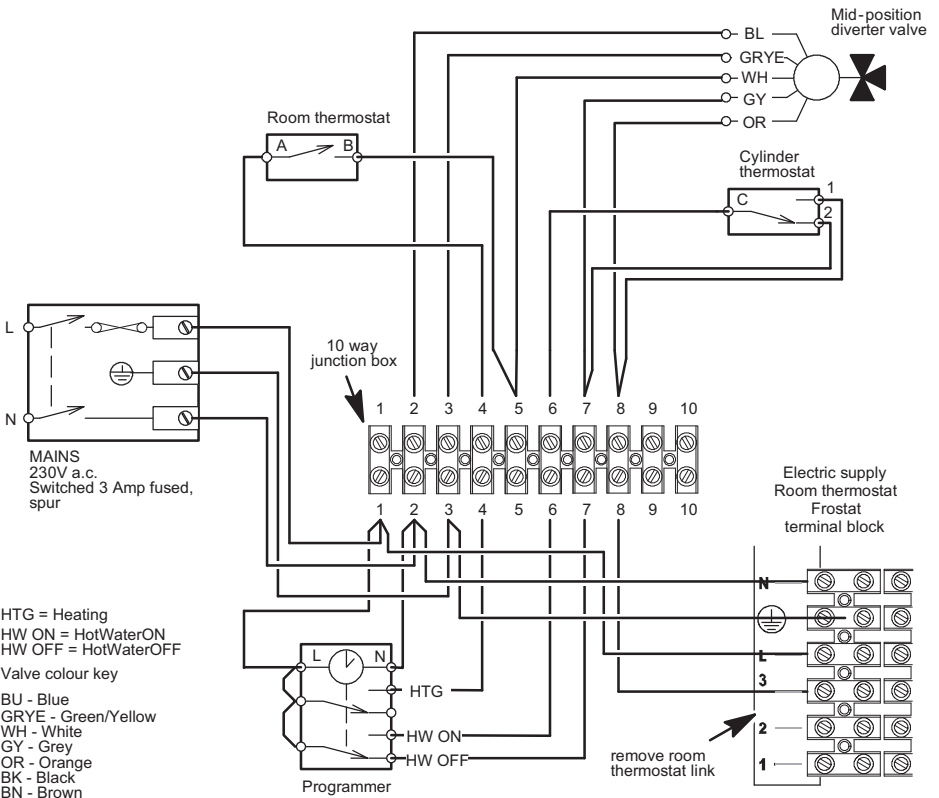 Mid-position
diverter valve
BL
GRYE
WH
GY
OR
Room thermostat
A B
Cylinder
thermostat
C
1
2
L
N
MAINS
230V a.c.
Switched 3 Amp fused,
spur
10 way
junction box
1 2 3 4 5 6 7 8 9 10
1 2 3 4 5 6 7 8 9 10
Electric supply
Room thermostat
Frostat
terminal block
N
L
3
2
1
remove room
thermostat link
HTG = Heating
HW ON = HotWaterON
HW OFF = HotWaterOFF
Valve colour key
BU - Blue
GRYE - Green/Yellow
WH - White
GY - Grey
OR - Orange
BK - Black
BN - Brown
L N
HTG
HW ON
HW OFF
Programmer